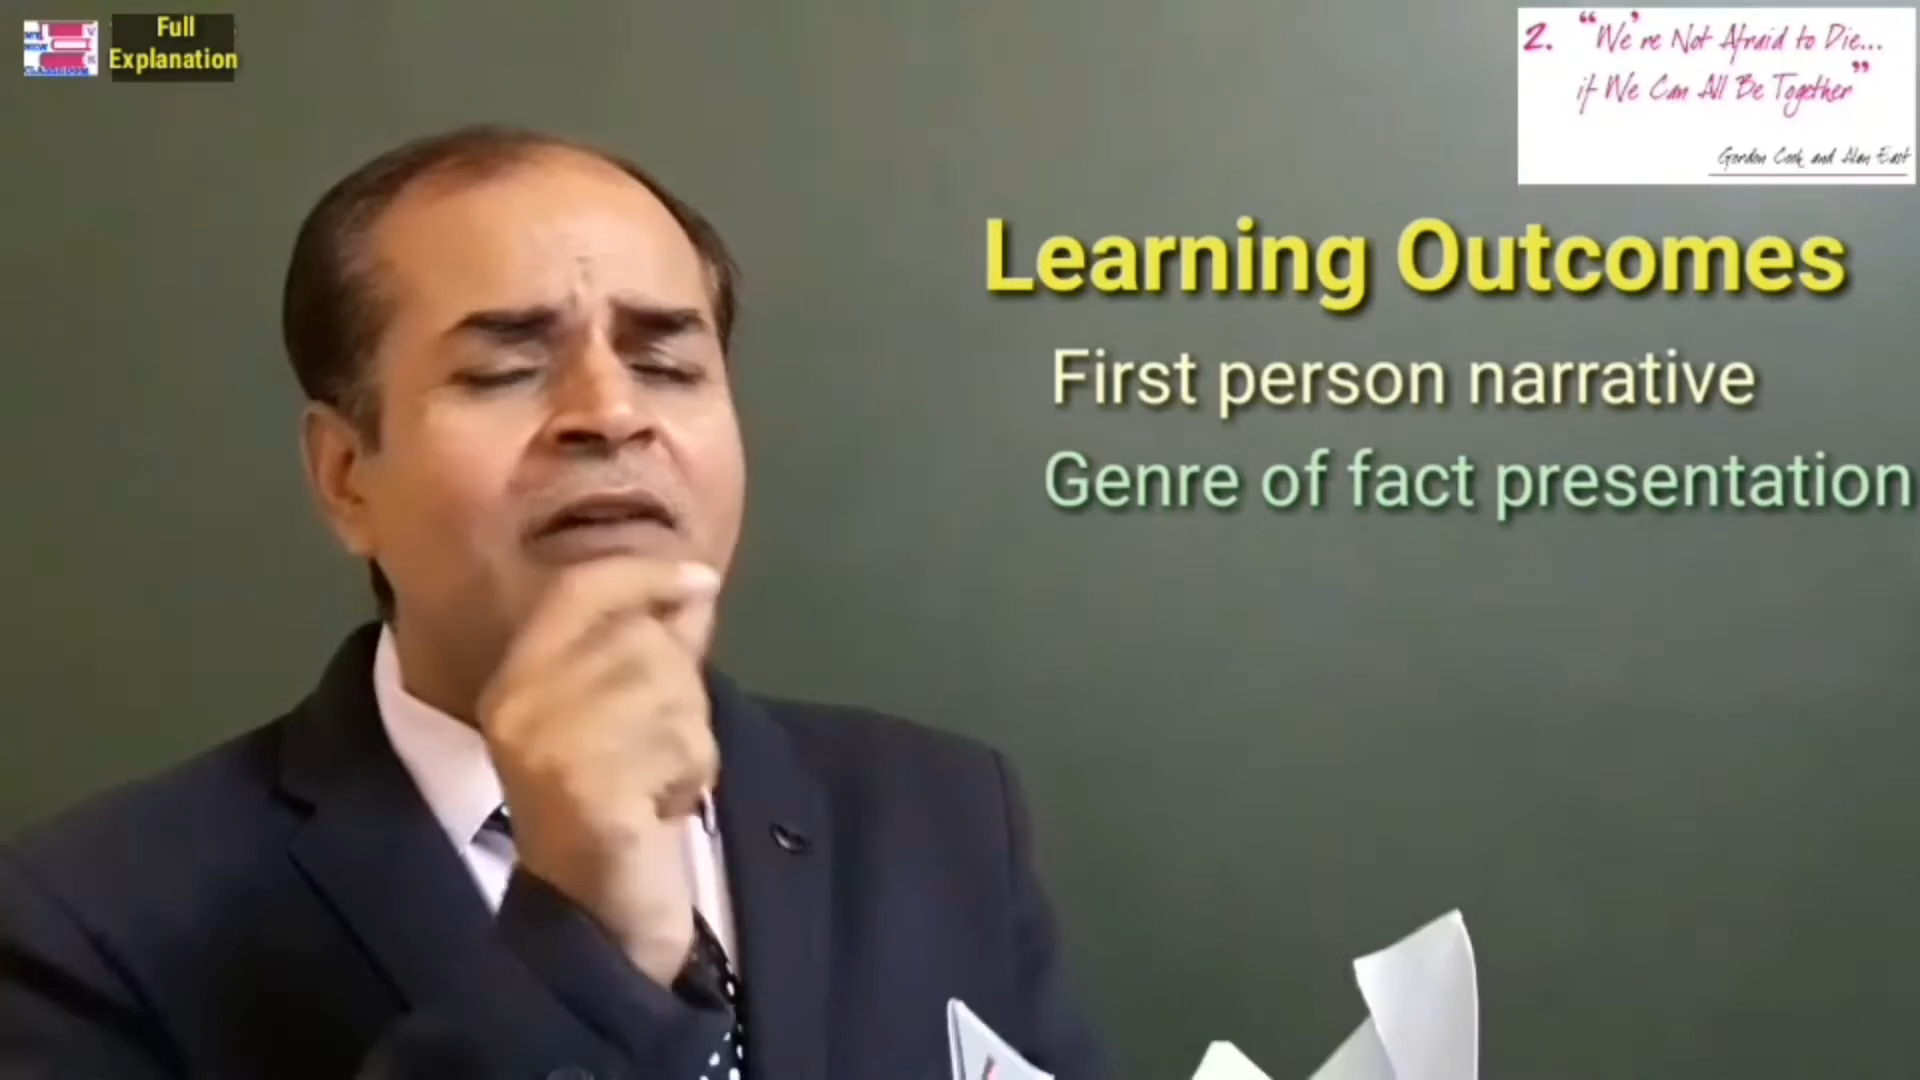 Full
Explanation
2. “We’re Not Afraid to Die...
if We Can All Be Together”
Gordon Cook and Alan East
Learning Outcomes
First person narrative
Genre of fact presentation